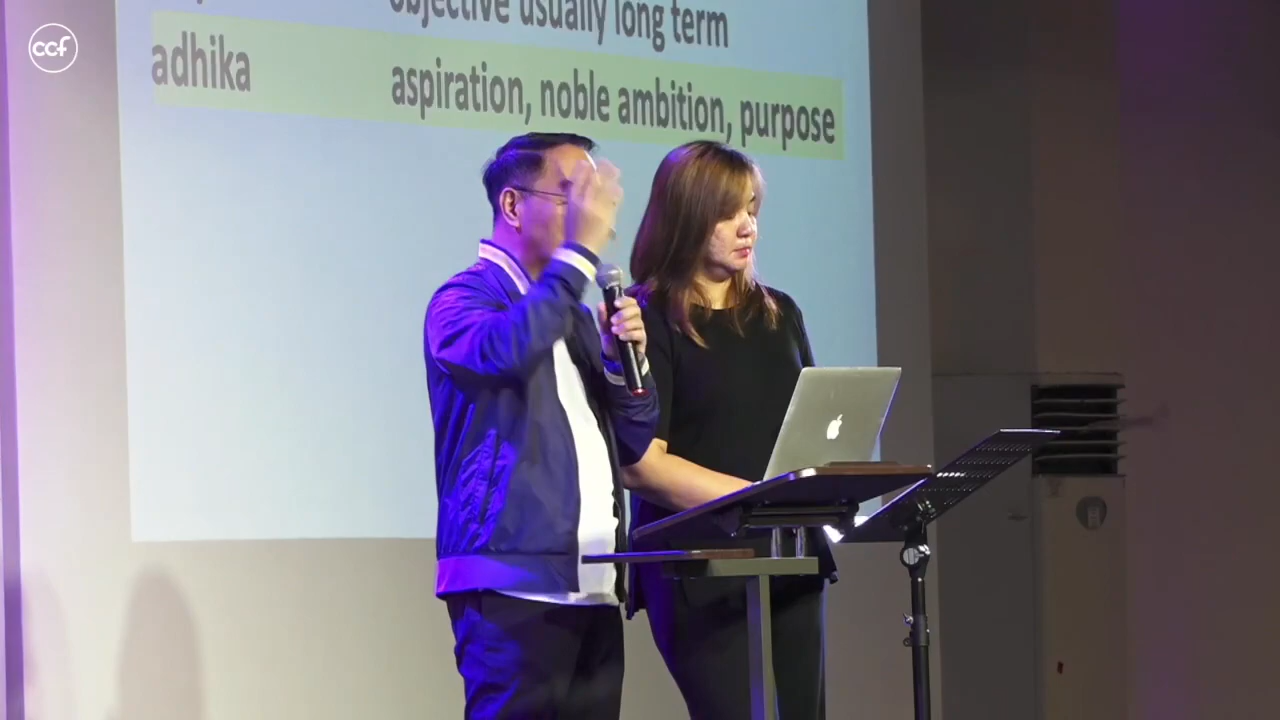 ccf
objective usually long term
adhika aspiration, noble ambition, purpose